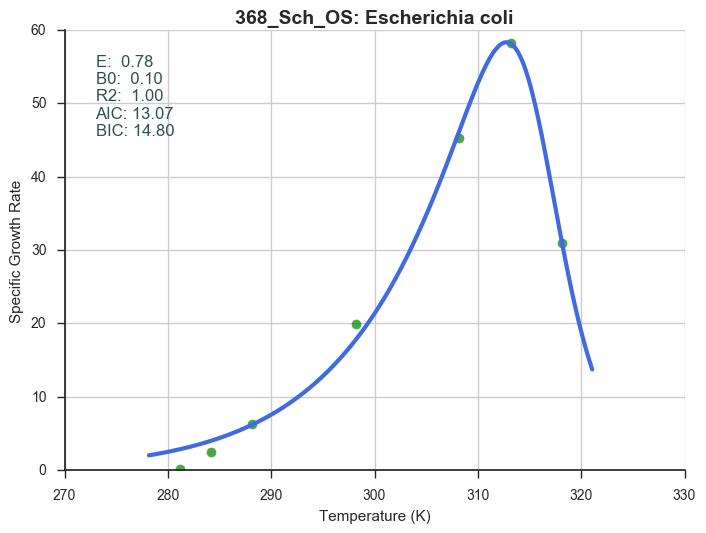 368_Sch_OS: Escherichia coli
E:  0.78
B0:  0.10
R2:  1.00
AIC: 13.07
BIC: 14.80
Specific Growth Rate
60
50
40
30
20
10
0
270 280 290 300 310 320 330
Temperature (K)